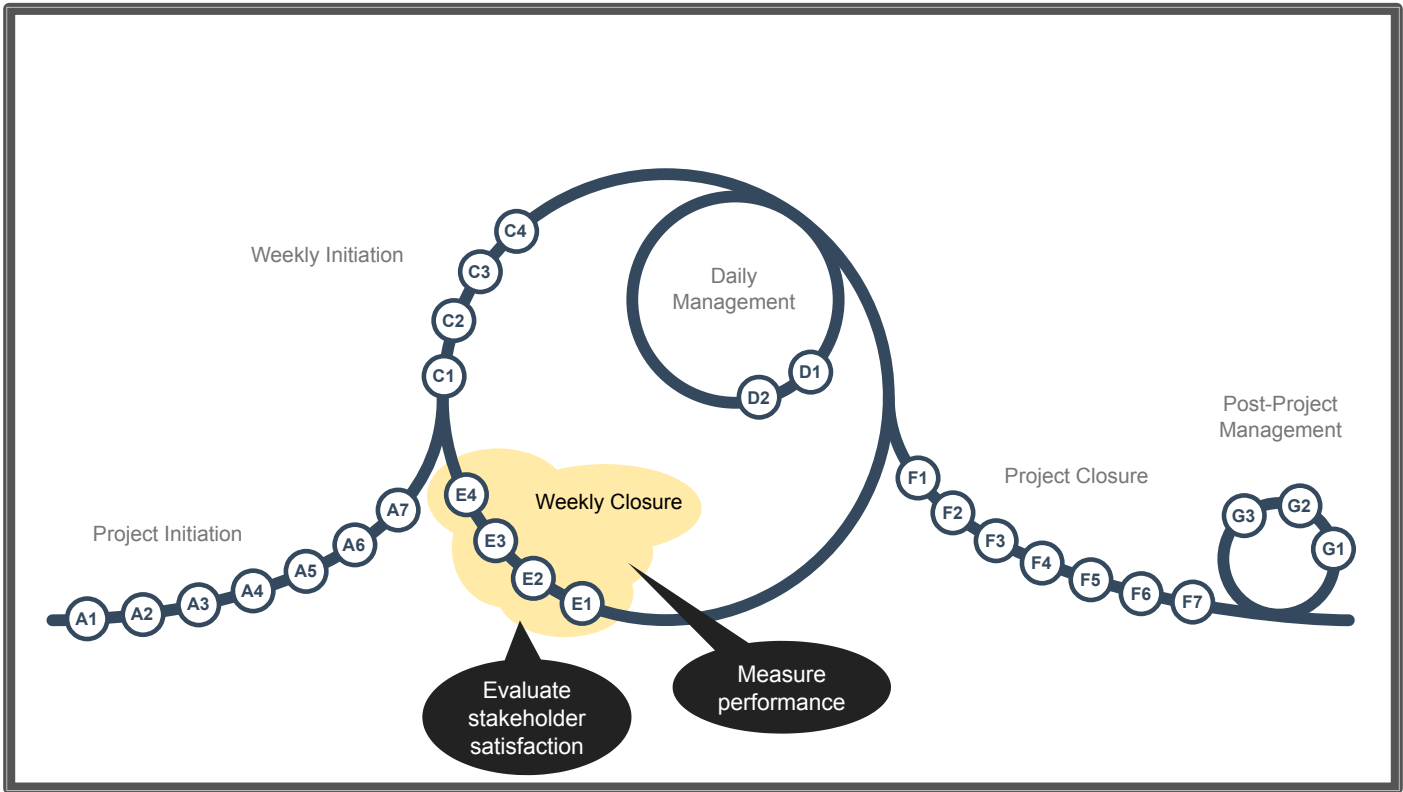 Weekly Initiation
C4
C3
C2
C1
Daily
Management
D1
D2
Post-Project
Management
Project Closure
Project Initiation
Weekly Closure
A1
A2
A3
A4
A5
A6
A7
E4
E3
E2
E1
F1
F2
F3
F4
F5
F6
F7
G3
G2
G1
Evaluate
stakeholder
satisfaction
Measure
performance